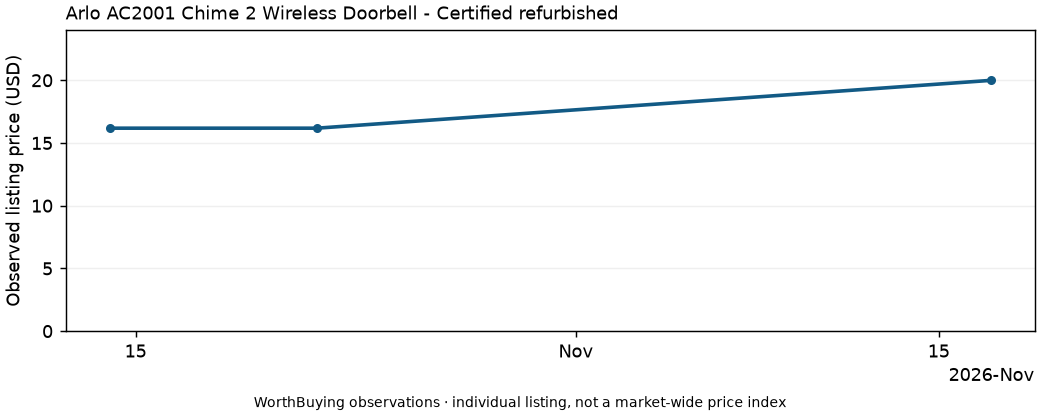 Arlo AC2001 Chime 2 Wireless Doorbell - Certified refurbished
Observed listing price (USD)
20
15
10
5
0
15
Nov
15
2026-Nov
WorthBuying observations · individual listing, not a market-wide price index